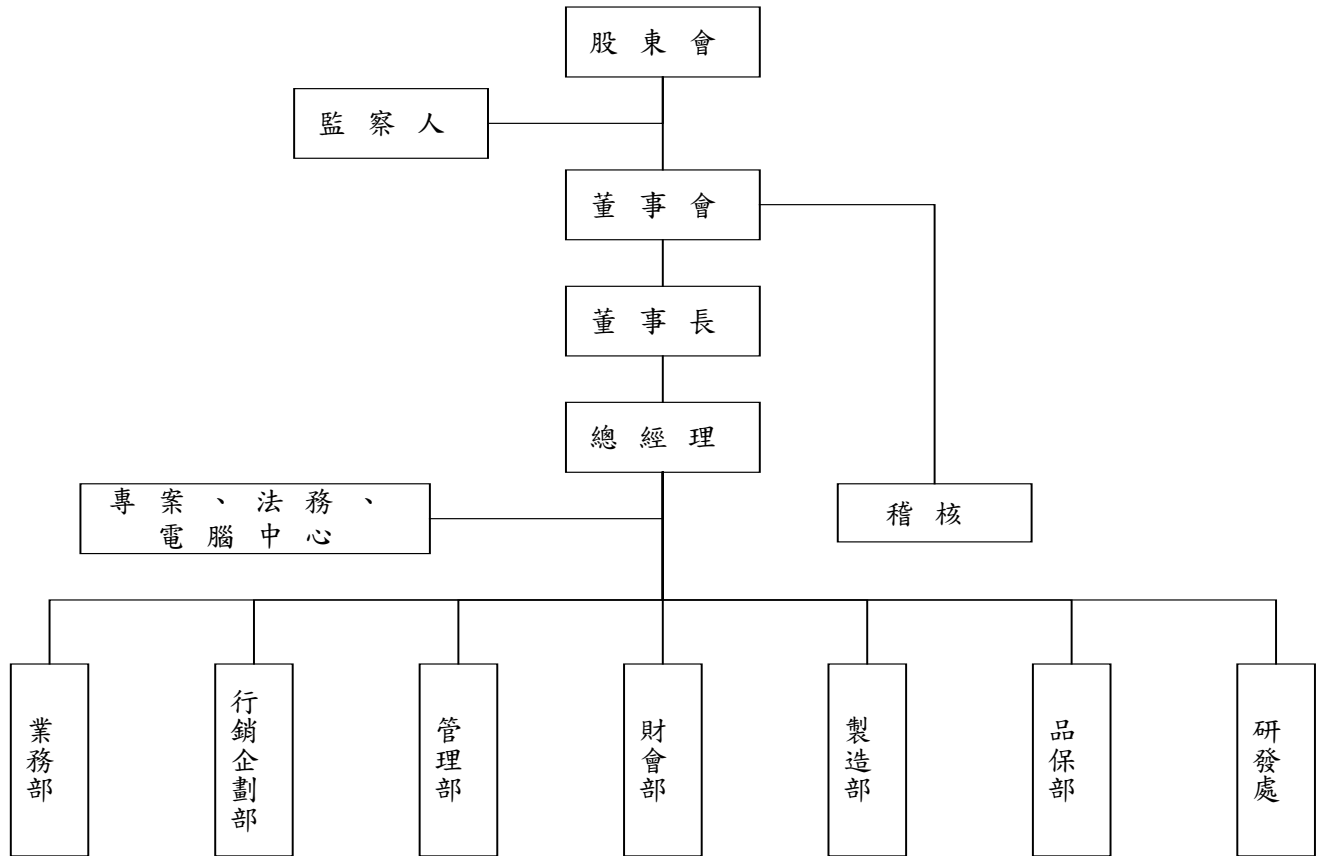 股東會
監察人
董事會
董事長
總經理
專案、法務、
電腦中心
稽核
業務部
行銷企劃部
管理部
財會部
製造部
品保部
研發處